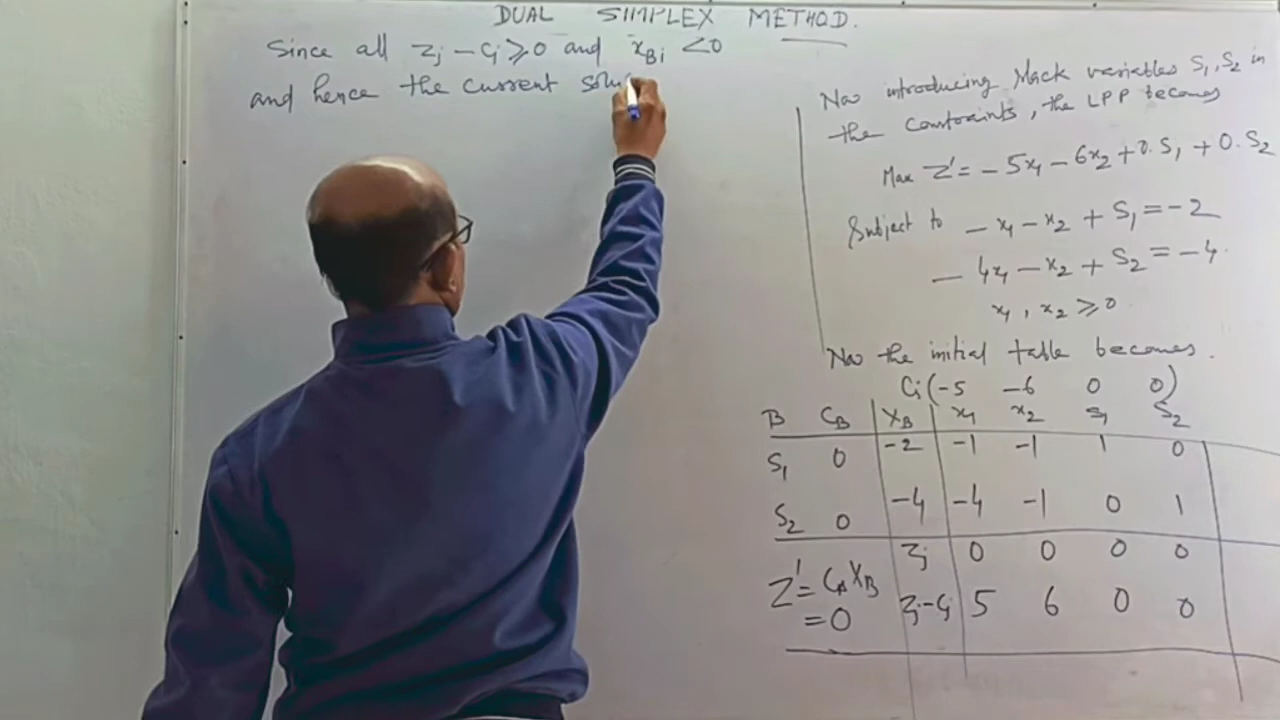 DUAL SIMPLEX METHOD.
Since all Zj - Cj ≥ 0 and xBi < 0
and hence the current solu
Now introducing slack variables S1, S2 in
the constraints, the LPP becomes
Max Z' = - 5x1 - 6x2 + 0.S1 + 0.S2
Subject to - x1 - x2 + S1 = -2
- 4x1 - x2 + S2 = -4.
x1, x2 ≥ 0
Now the initial table becomes.
Cj (-5 -6 0 0)
B CB XB x1 x2 S1 S2
S1 0 -2 -1 -1 1 0
S2 0 -4 -4 -1 0 1
Zj 0 0 0 0
Z' = CB XB
= 0 Zj-Cj 5 6 0 0